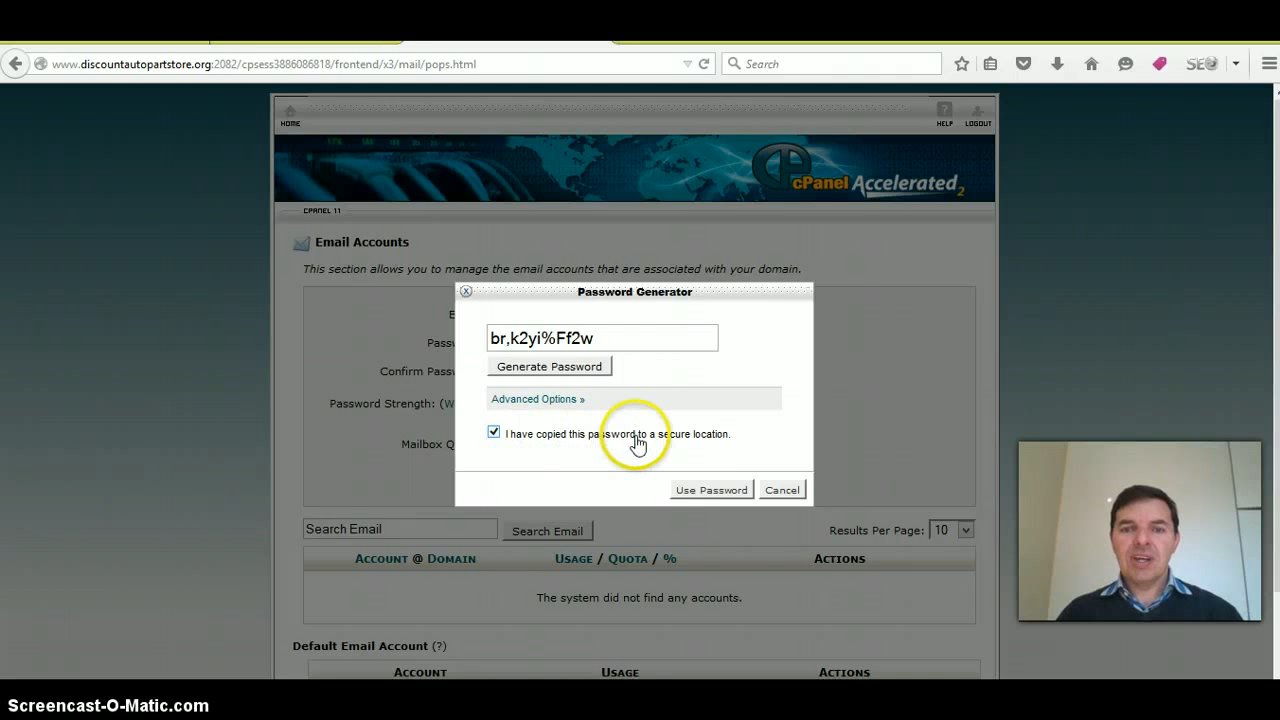 www.discountautopartstore.org:2082/cpsess3886086818/frontend/x3/mail/pops.html
Search
SEO
HOME
HELP
LOGOUT
cPanel Accelerated2
CPANEL 11
Email Accounts
This section allows you to manage the email accounts that are associated with your domain.
Password Generator
E
br,k2yi%Ff2w
Passw
Generate Password
Confirm Passw
Advanced Options »
Password Strength: (W
I have copied this password to a secure location.
Mailbox Q
Use Password
Cancel
Search Email
Search Email
Results Per Page:
10
ACCOUNT @ DOMAIN
USAGE / QUOTA / %
ACTIONS
The system did not find any accounts.
Default Email Account (?)
ACCOUNT
USAGE
ACTIONS
Screencast-O-Matic.com